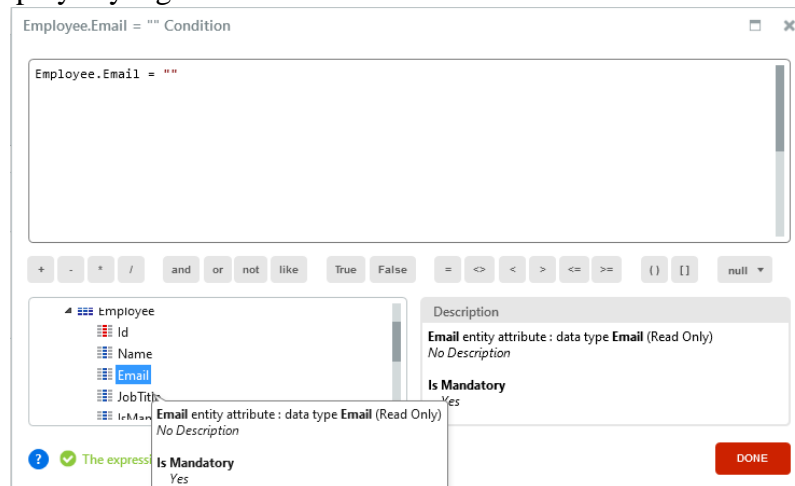 Employee.Email = "" Condition
Employee.Email = ""
+ - * / and or not like True False = <> < > <= >= () [] null
Employee
Id
Name
Email
JobTitle
Description
Email entity attribute : data type Email (Read Only)
No Description
Is Mandatory
Yes
Email entity attribute : data type Email (Read Only)
No Description
Is Mandatory
Yes
? The expressi
DONE